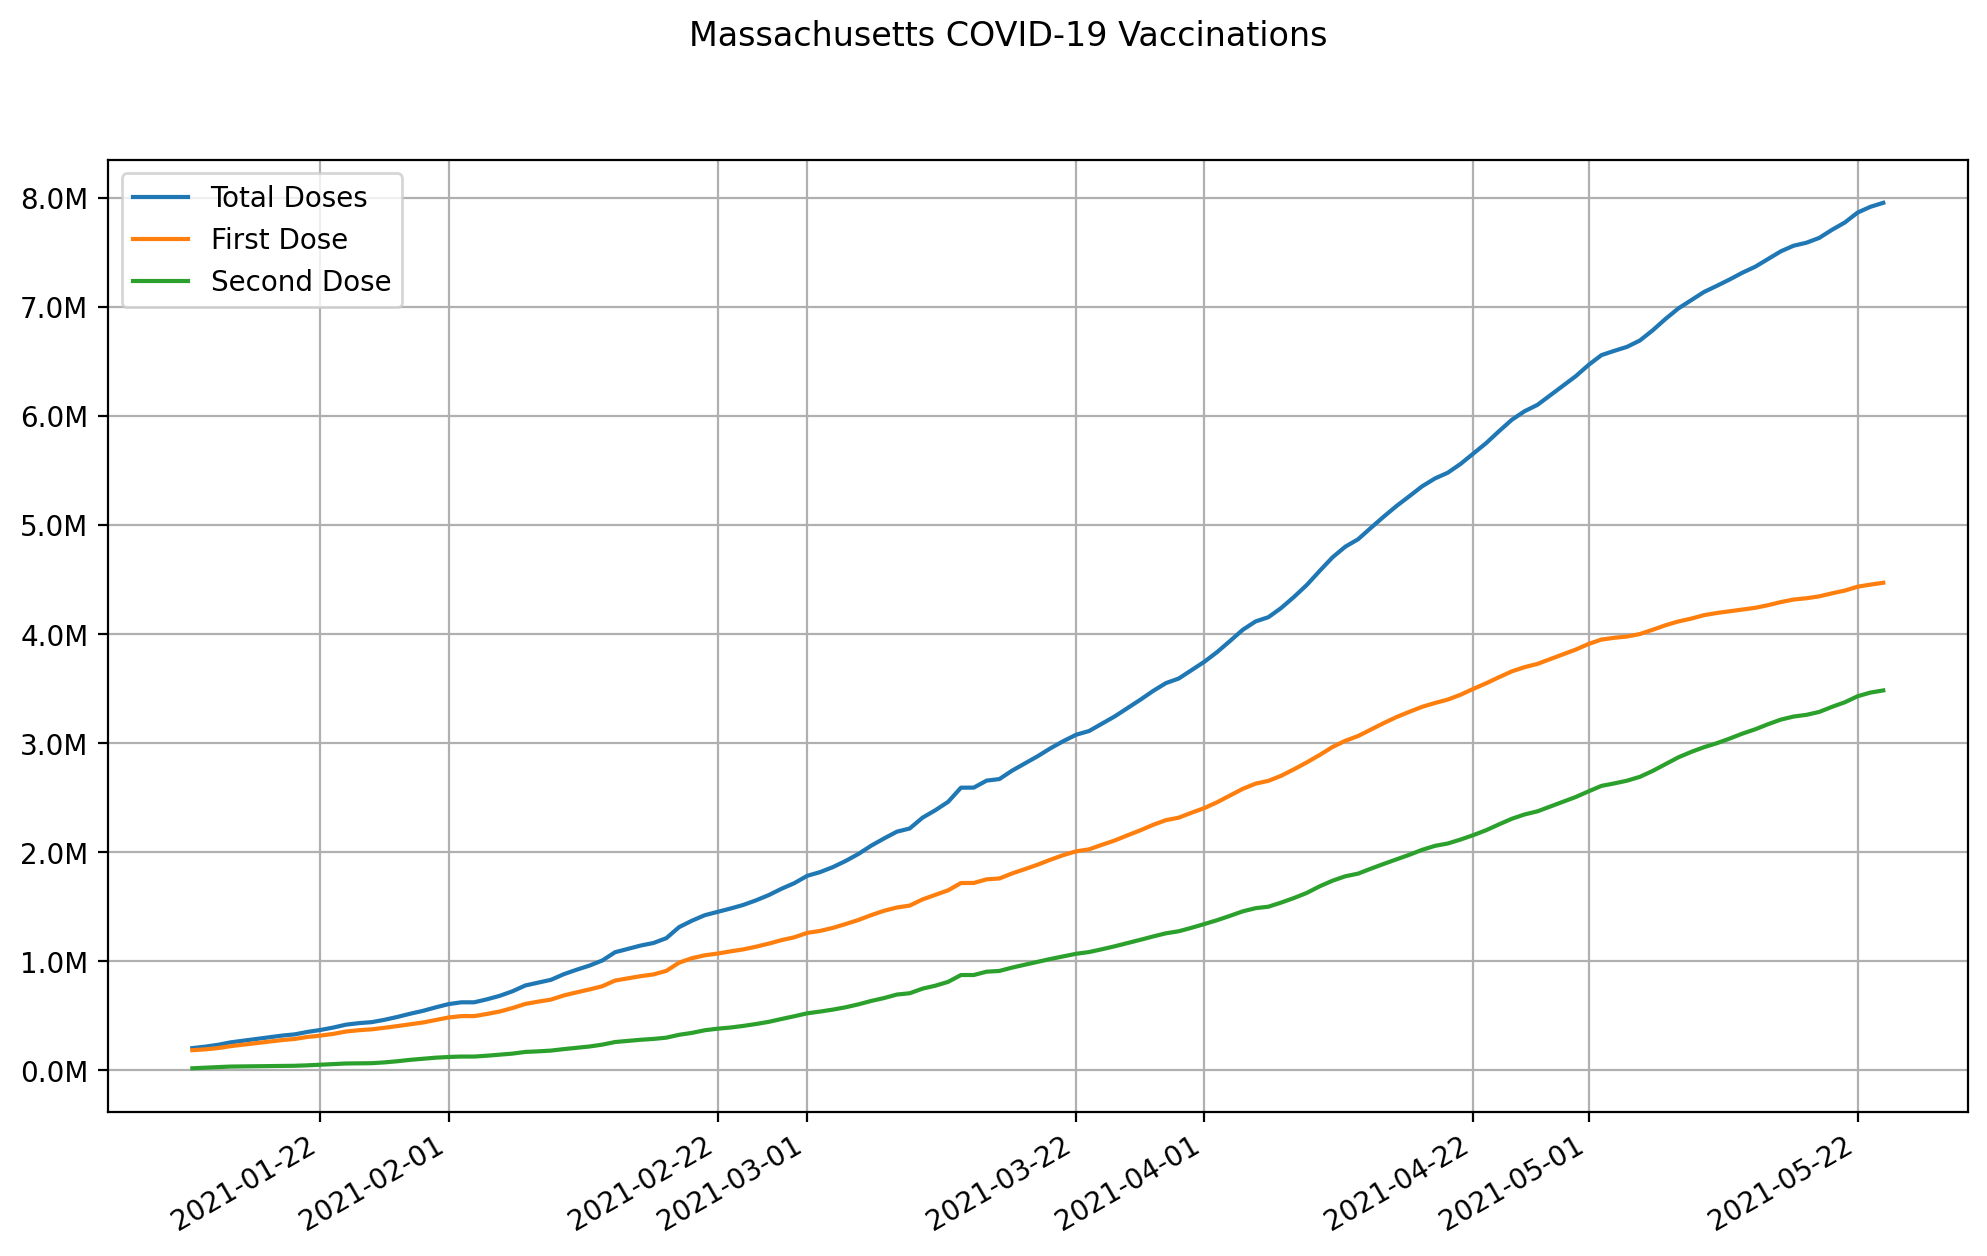 Massachusetts COVID-19 Vaccinations
Total Doses
First Dose
Second Dose
8.0M
7.0M
6.0M
5.0M
4.0M
3.0M
2.0M
1.0M
0.0M
2021-01-22
2021-02-01
2021-02-22
2021-03-01
2021-03-22
2021-04-01
2021-04-22
2021-05-01
2021-05-22